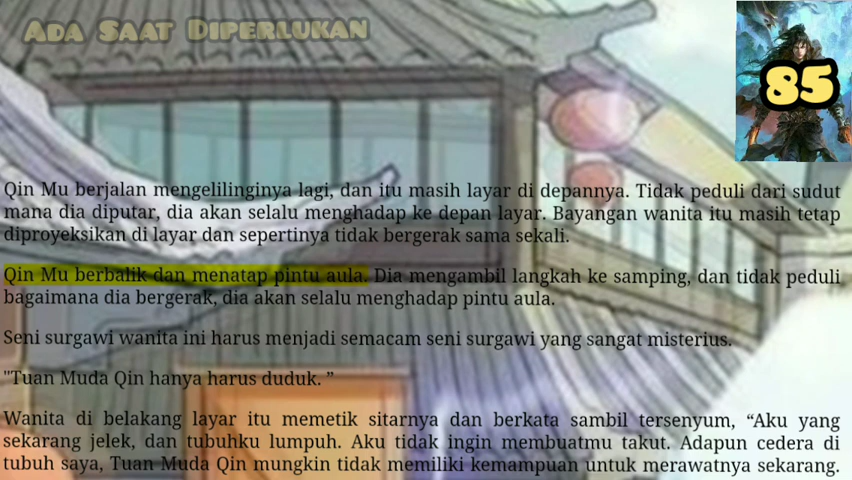 Ada Saat Diperlukan
85
Qin Mu berjalan mengelilinginya lagi, dan itu masih layar di depannya. Tidak peduli dari sudut
mana dia diputar, dia akan selalu menghadap ke depan layar. Bayangan wanita itu masih tetap
diproyeksikan di layar dan sepertinya tidak bergerak sama sekali.
Qin Mu berbalik dan menatap pintu aula. Dia mengambil langkah ke samping, dan tidak peduli
bagaimana dia bergerak, dia akan selalu menghadap pintu aula.
Seni surgawi wanita ini harus menjadi semacam seni surgawi yang sangat misterius.
"Tuan Muda Qin hanya harus duduk. ”
Wanita di belakang layar itu memetik sitarnya dan berkata sambil tersenyum, “Aku yang
sekarang jelek, dan tubuhku lumpuh. Aku tidak ingin membuatmu takut. Adapun cedera di
tubuh saya, Tuan Muda Qin mungkin tidak memiliki kemampuan untuk merawatnya sekarang.